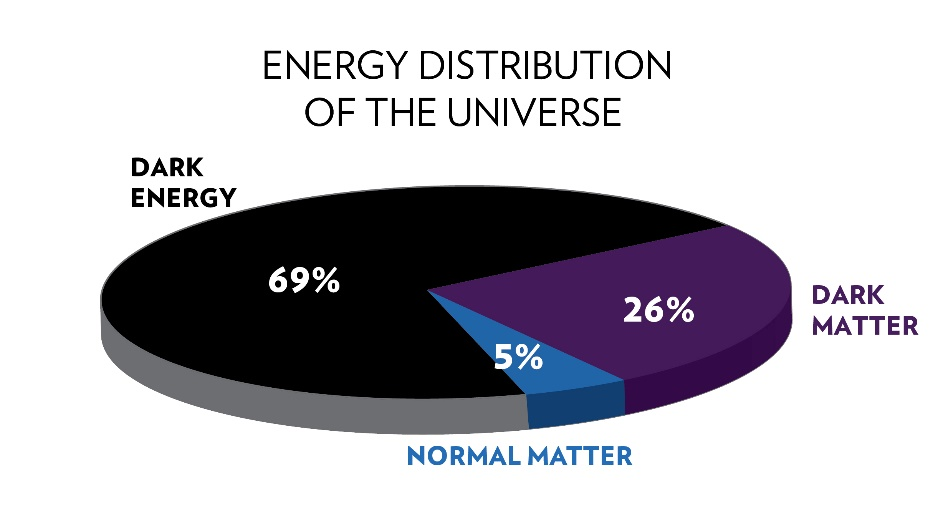 ENERGY DISTRIBUTION
OF THE UNIVERSE
DARK
ENERGY
69%
26%
DARK
MATTER
5%
NORMAL MATTER